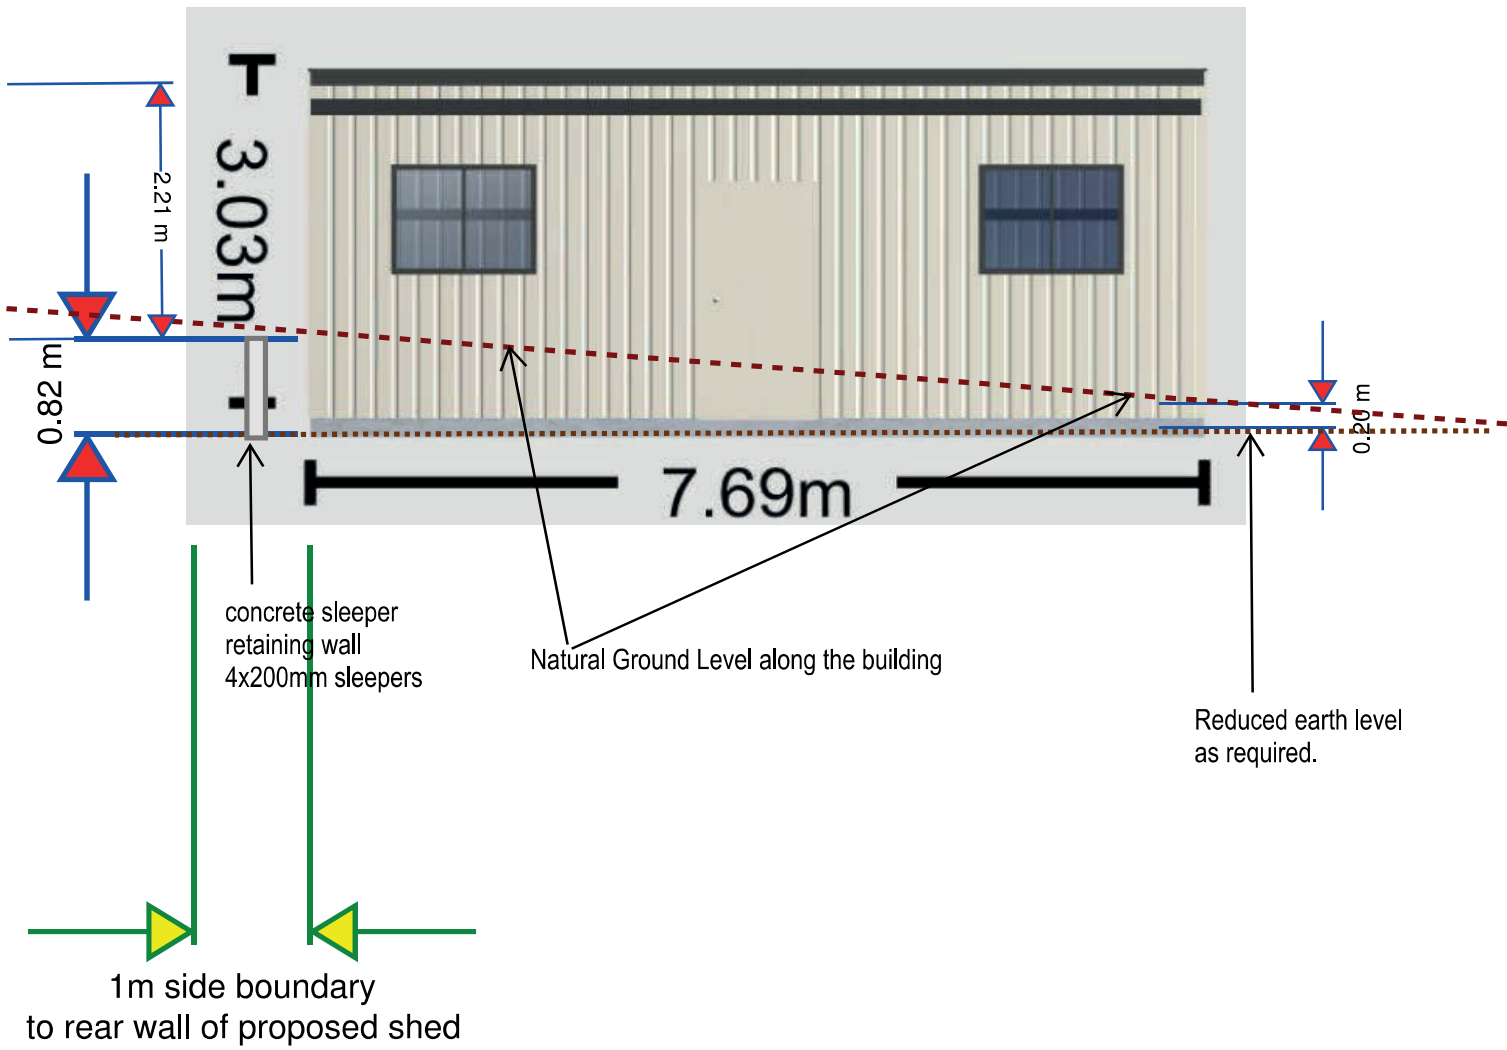 2.21 m
3.03m
0.82 m
0.20 m
7.69m
concrete sleeper
retaining wall
4x200mm sleepers
Natural Ground Level along the building
Reduced earth level
as required.
1m side boundary
to rear wall of proposed shed